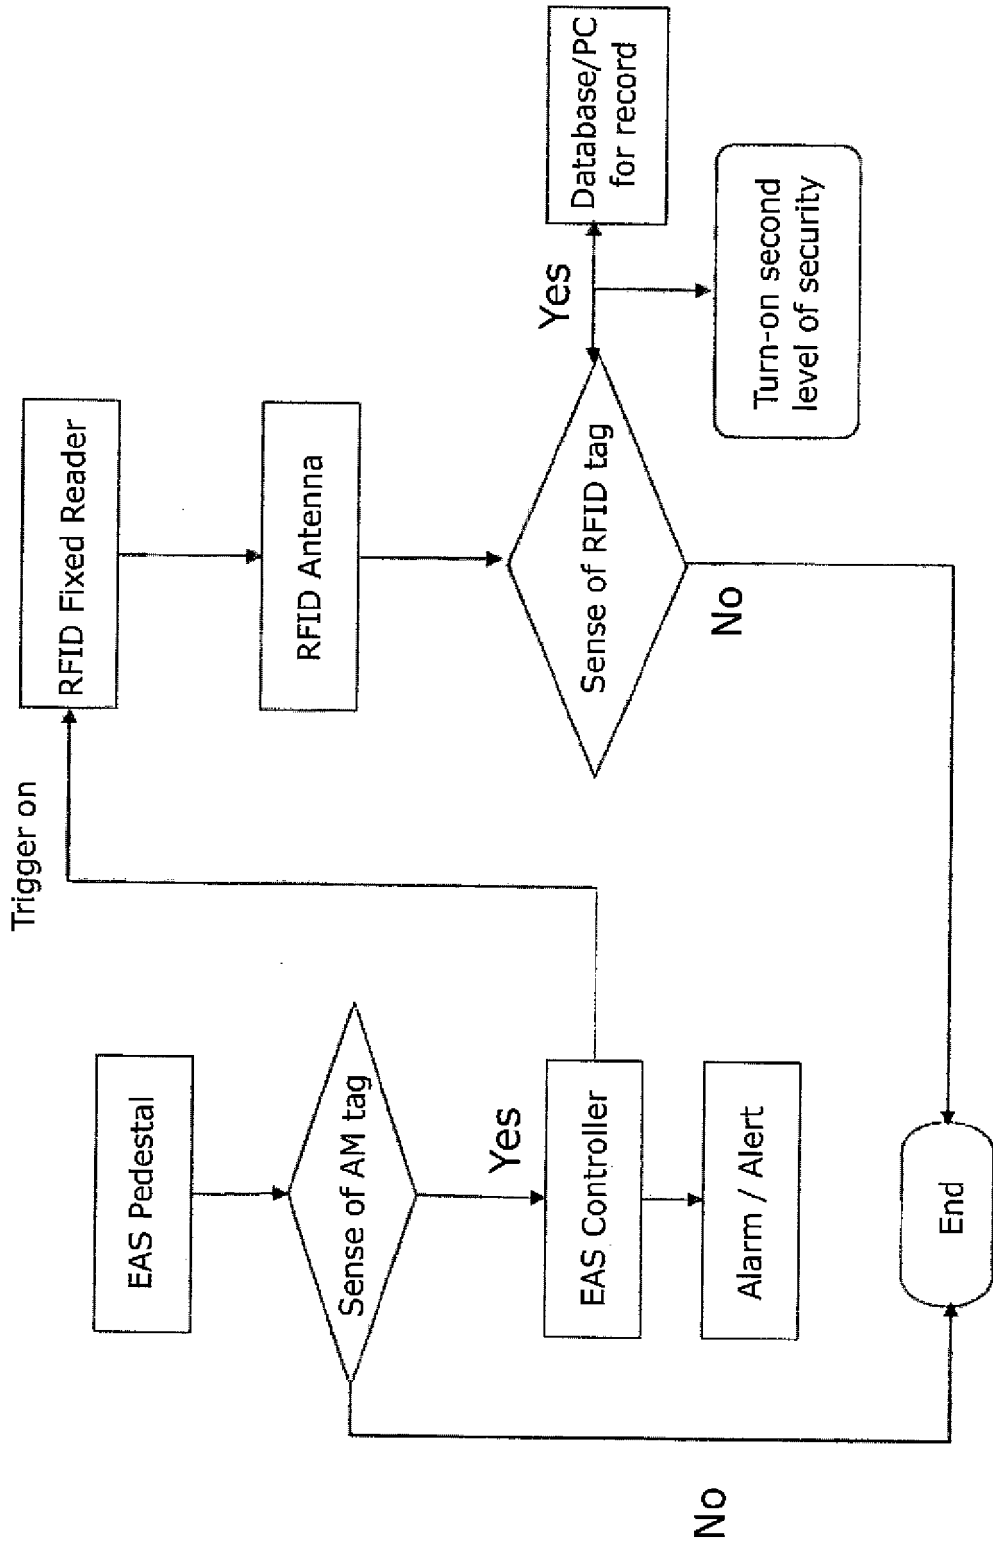 EAS Pedestal
Sense of AM tag
Yes
EAS Controller
Alarm / Alert
No
End
Trigger on
RFID Fixed Reader
RFID Antenna
Sense of RFID tag
Yes
Database/PC
for record
Turn-on second
level of security
No